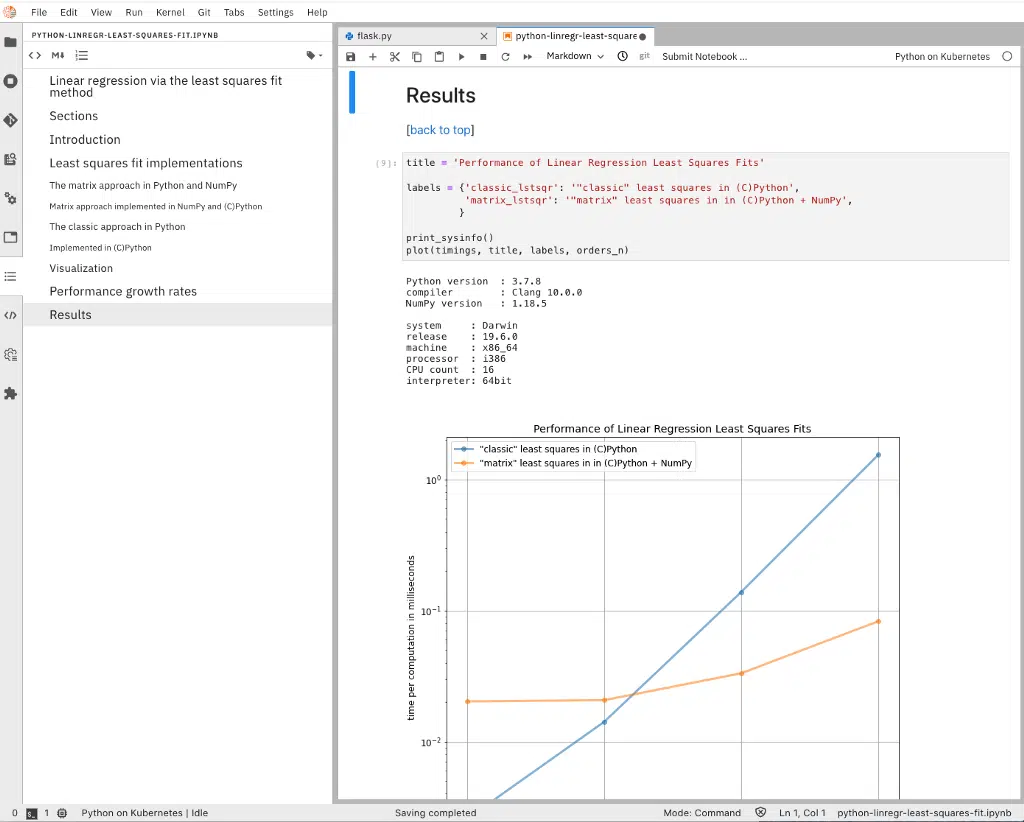 File Edit View Run Kernel Git Tabs Settings Help
PYTHON-LINREGR-LEAST-SQUARES-FIT.IPYNB
Linear regression via the least squares fit
method
Sections
Introduction
Least squares fit implementations
The matrix approach in Python and NumPy
Matrix approach implemented in NumPy and (C)Python
The classic approach in Python
Implemented in (C)Python
Visualization
Performance growth rates
Results
flask.py
python-linregr-least-square
Markdown
git
Submit Notebook ...
Python on Kubernetes
Results
[back to top]
[9]:
title = 'Performance of Linear Regression Least Squares Fits'
labels = {'classic_lstsqr': '"classic" least squares in (C)Python',
'matrix_lstsqr': '"matrix" least squares in in (C)Python + NumPy',
}
print_sysinfo()
plot(timings, title, labels, orders_n)
Python version : 3.7.8
compiler : Clang 10.0.0
NumPy version : 1.18.5
system : Darwin
release : 19.6.0
machine : x86_64
processor : i386
CPU count : 16
interpreter: 64bit
Performance of Linear Regression Least Squares Fits
"classic" least squares in (C)Python
"matrix" least squares in in (C)Python + NumPy
10⁰
10⁻¹
10⁻²
time per computation in milliseconds
0 1 Python on Kubernetes | Idle
Saving completed
Mode: Command
Ln 1, Col 1
python-linregr-least-squares-fit.ipynb